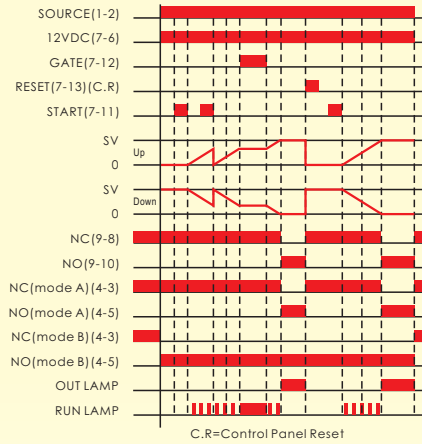 SOURCE(1-2)
12VDC(7-6)
GATE(7-12)
RESET(7-13)(C.R)
START(7-11)
SV
Up
0
SV
Down
0
NC(9-8)
NO(9-10)
NC(mode A)(4-3)
NO(mode A)(4-5)
NC(mode B)(4-3)
NO(mode B)(4-5)
OUT LAMP
RUN LAMP
C.R=Control Panel Reset